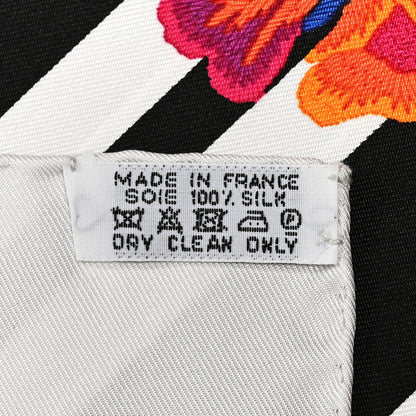 MADE IN FRANCE
SOIE 100% SILK
P
DRY CLEAN ONLY